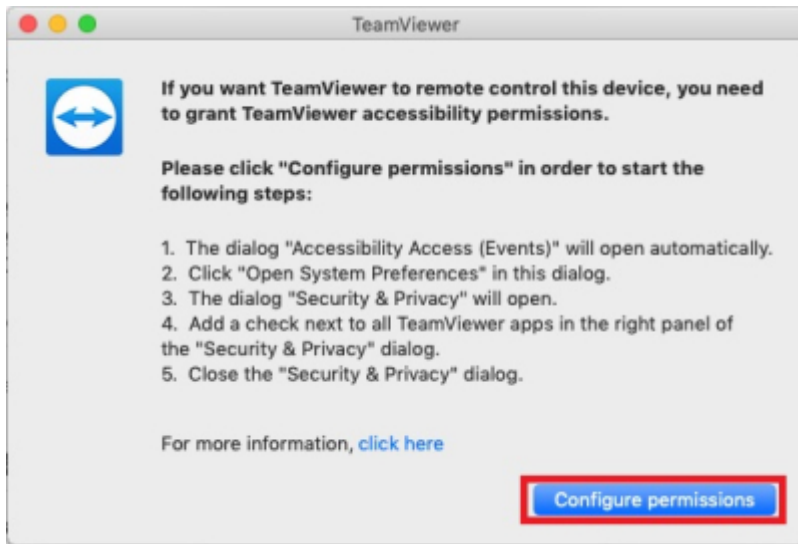 TeamViewer
If you want TeamViewer to remote control this device, you need
to grant TeamViewer accessibility permissions.
Please click "Configure permissions" in order to start the
following steps:
1. The dialog "Accessibility Access (Events)" will open automatically.
2. Click "Open System Preferences" in this dialog.
3. The dialog "Security & Privacy" will open.
4. Add a check next to all TeamViewer apps in the right panel of
the "Security & Privacy" dialog.
5. Close the "Security & Privacy" dialog.
For more information, click here
Configure permissions